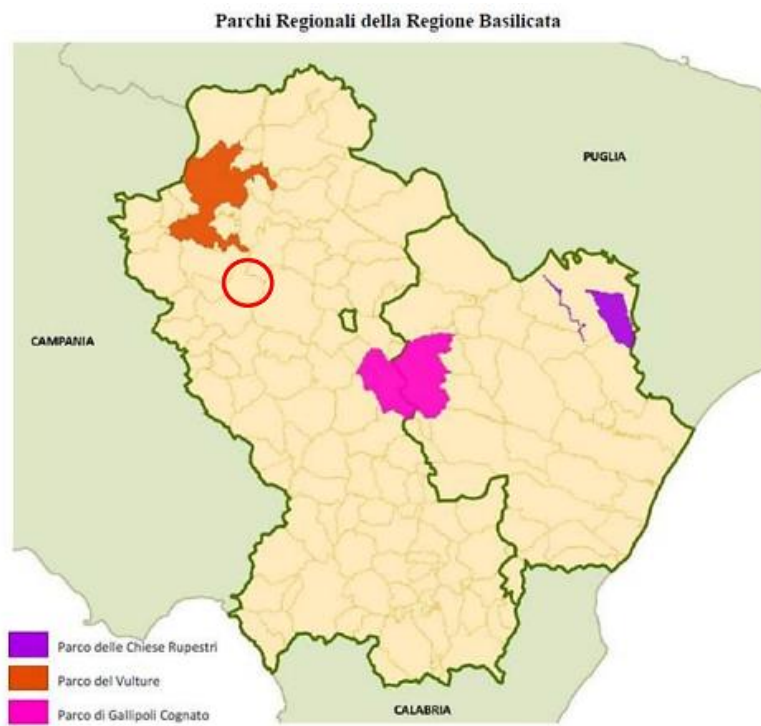 Parchi Regionali della Regione Basilicata
PUGLIA
CAMPANIA
Parco delle Chiese Rupestri
Parco del Vulture
Parco di Gallipoli Cognato
CALABRIA